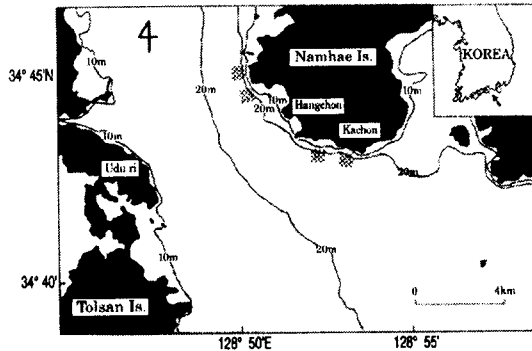 4
Namhae Is.
KOREA
34° 45'N
10m
20m
10m
20m
Hangchon
10m
Kachon
10m
Udu ri
20m
10m
20m
34° 40'
Tolsan Is.
0 4km
128° 50'E
128° 55'